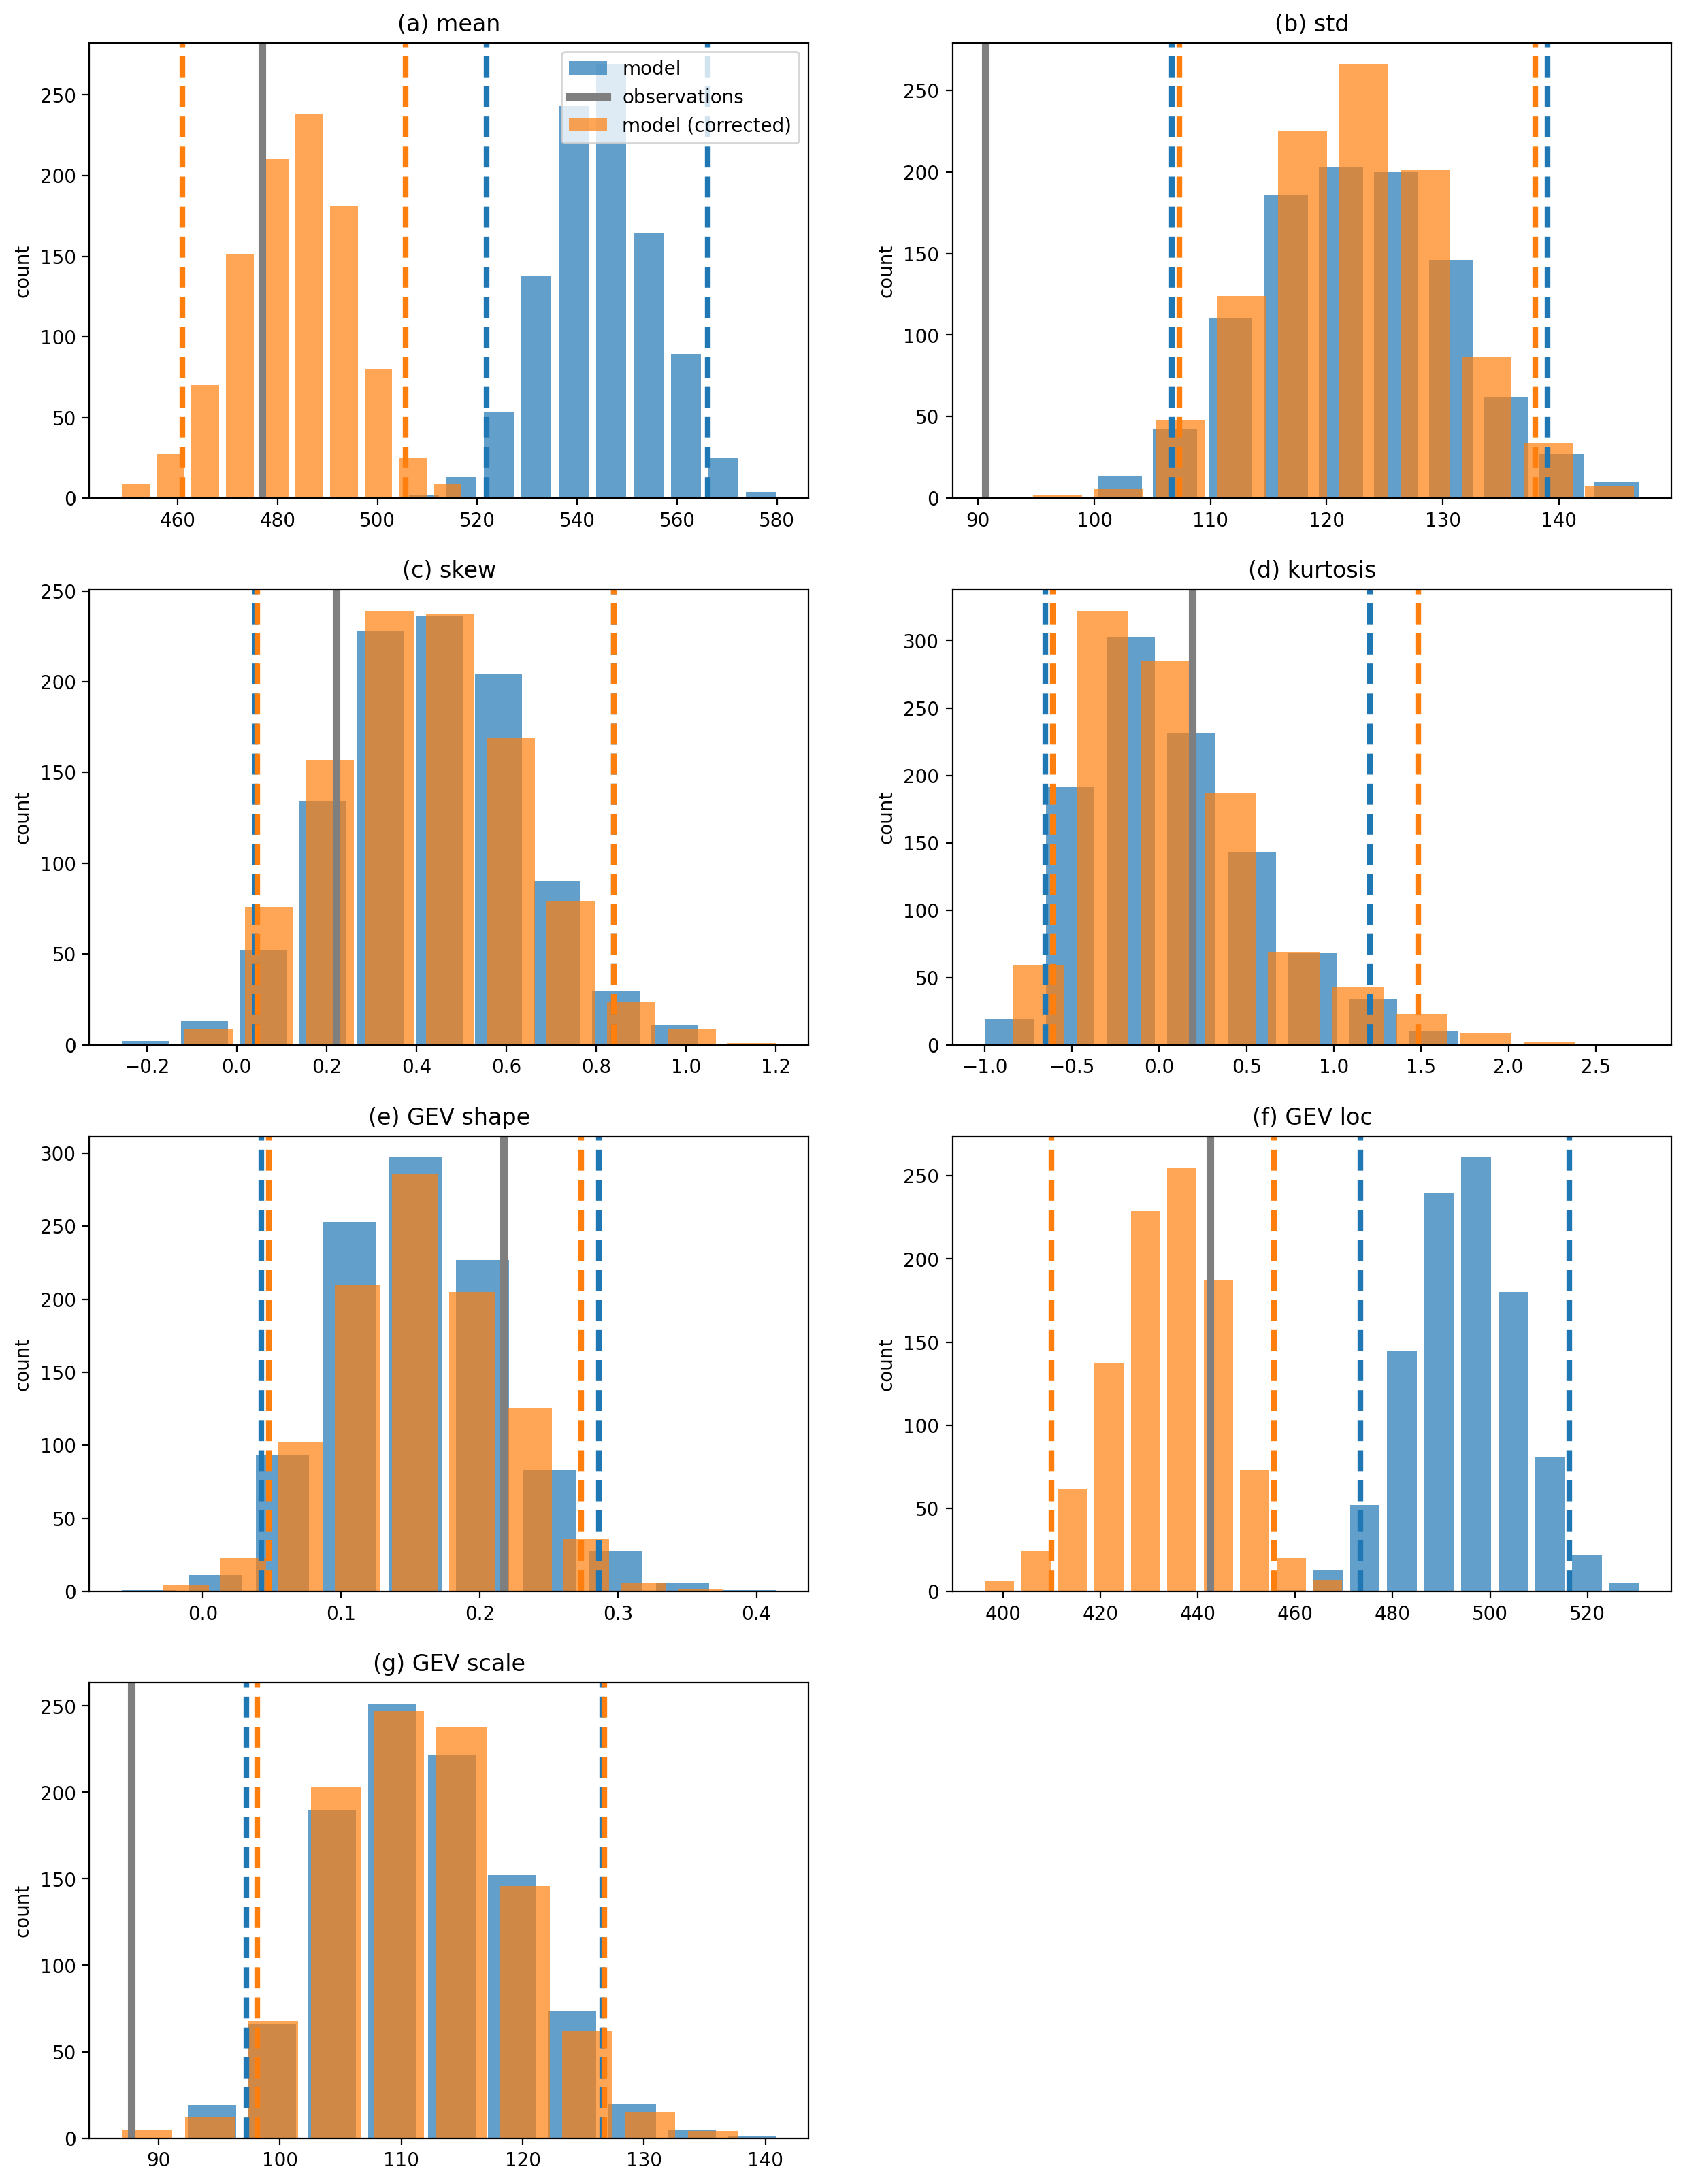 (a) mean
count
250
200
150
100
50
0
460 480 500 520 540 560 580
model
observations
model (corrected)
(b) std
count
250
200
150
100
50
0
90 100 110 120 130 140
(c) skew
count
250
200
150
100
50
0
−0.2 0.0 0.2 0.4 0.6 0.8 1.0 1.2
(d) kurtosis
count
300
250
200
150
100
50
0
−1.0 −0.5 0.0 0.5 1.0 1.5 2.0 2.5
(e) GEV shape
count
300
250
200
150
100
50
0
0.0 0.1 0.2 0.3 0.4
(f) GEV loc
count
250
200
150
100
50
0
400 420 440 460 480 500 520
(g) GEV scale
count
250
200
150
100
50
0
90 100 110 120 130 140